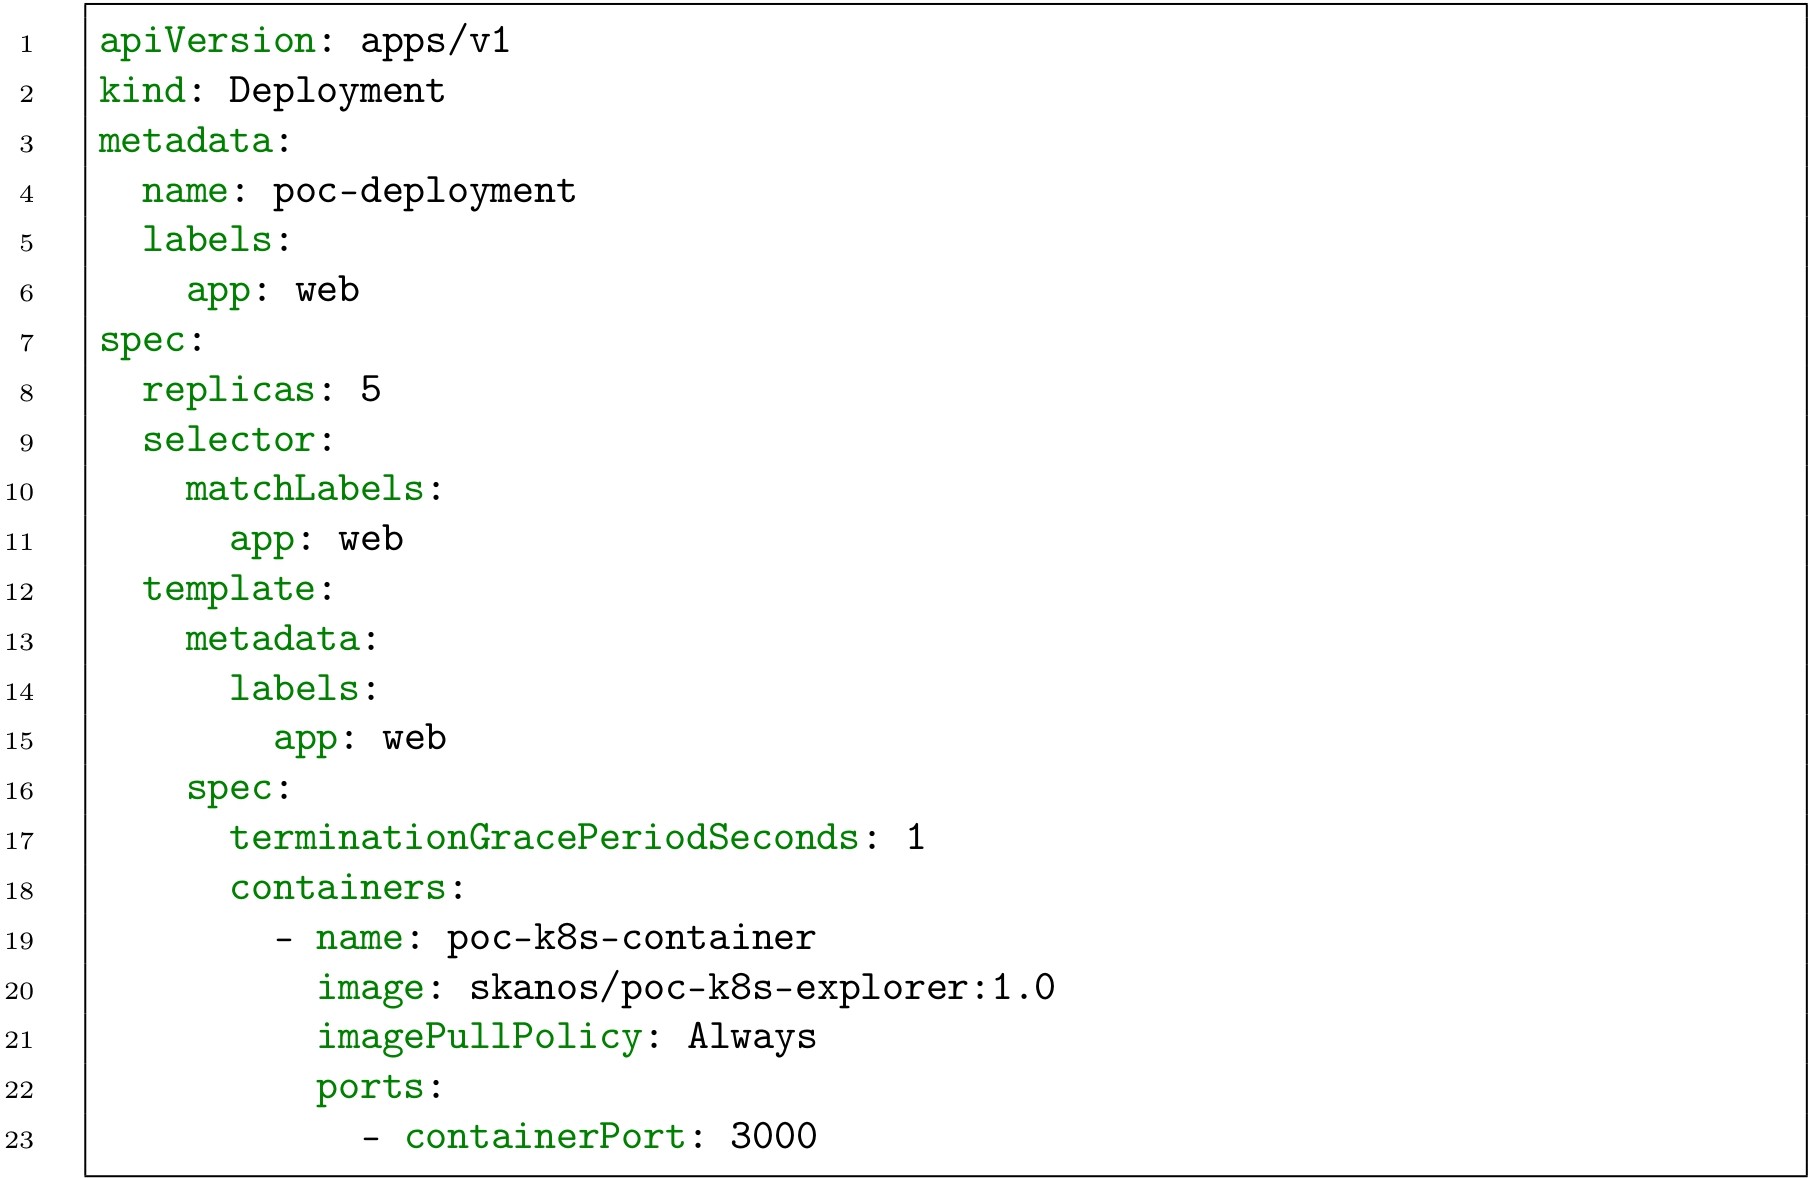 1 apiVersion: apps/v1
2 kind: Deployment
3 metadata:
4   name: poc-deployment
5   labels:
6     app: web
7 spec:
8   replicas: 5
9   selector:
10     matchLabels:
11       app: web
12   template:
13     metadata:
14       labels:
15         app: web
16     spec:
17       terminationGracePeriodSeconds: 1
18       containers:
19         - name: poc-k8s-container
20           image: skanos/poc-k8s-explorer:1.0
21           imagePullPolicy: Always
22           ports:
23             - containerPort: 3000